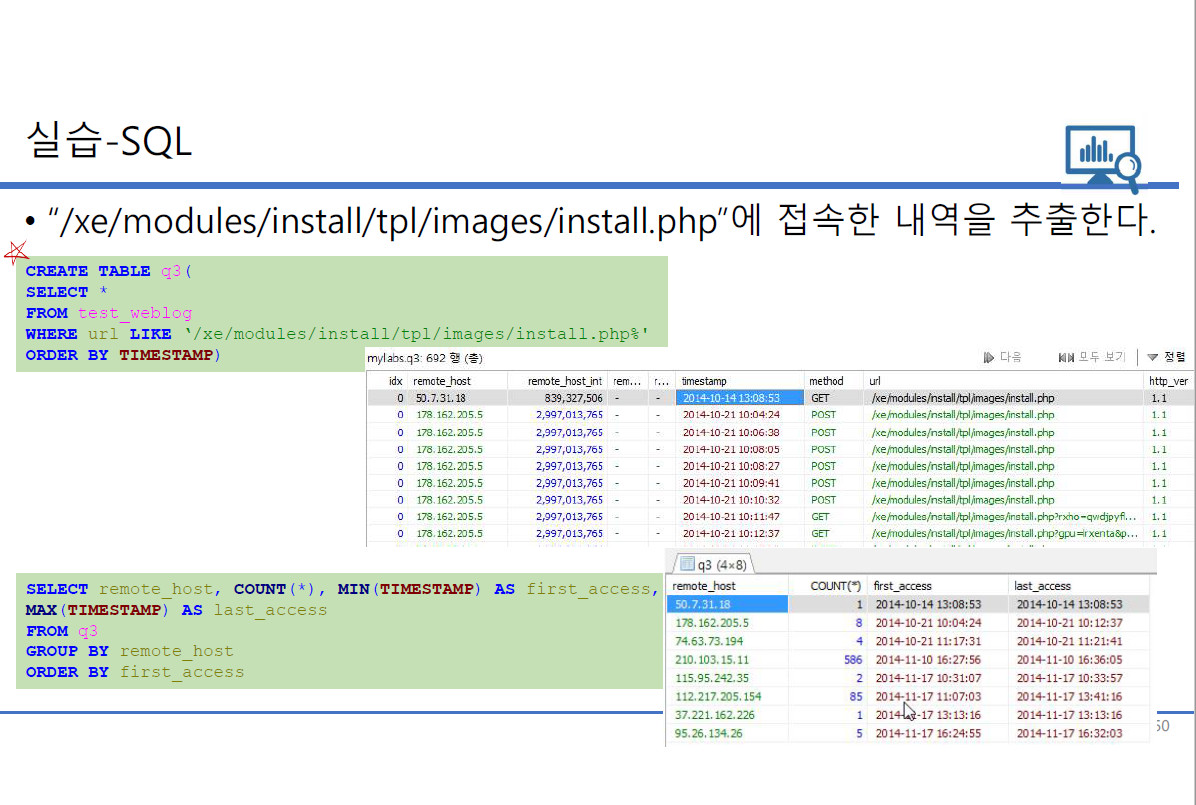 실습-SQL
• “/xe/modules/install/tpl/images/install.php”에 접속한 내역을 추출한다.
CREATE TABLE q3(
SELECT *
FROM test_weblog
WHERE url LIKE ‘/xe/modules/install/tpl/images/install.php%'
ORDER BY TIMESTAMP)
mylabs.q3: 692 행 (총) 다음 모두 보기 ▼ 정렬
idx remote_host remote_host_int rem... r... timestamp method url http_ver
0 50.7.31.18 839,327,506 - - 2014-10-14 13:08:53 GET /xe/modules/install/tpl/images/install.php 1.1
0 178.162.205.5 2,997,013,765 - - 2014-10-21 10:04:24 POST /xe/modules/install/tpl/images/install.php 1.1
0 178.162.205.5 2,997,013,765 - - 2014-10-21 10:06:38 POST /xe/modules/install/tpl/images/install.php 1.1
0 178.162.205.5 2,997,013,765 - - 2014-10-21 10:08:05 POST /xe/modules/install/tpl/images/install.php 1.1
0 178.162.205.5 2,997,013,765 - - 2014-10-21 10:08:27 POST /xe/modules/install/tpl/images/install.php 1.1
0 178.162.205.5 2,997,013,765 - - 2014-10-21 10:09:41 POST /xe/modules/install/tpl/images/install.php 1.1
0 178.162.205.5 2,997,013,765 - - 2014-10-21 10:10:32 POST /xe/modules/install/tpl/images/install.php 1.1
0 178.162.205.5 2,997,013,765 - - 2014-10-21 10:11:47 GET /xe/modules/install/tpl/images/install.php?rxho=qwdjpyfl... 1.1
0 178.162.205.5 2,997,013,765 - - 2014-10-21 10:12:37 GET /xe/modules/install/tpl/images/install.php?gpu=irxenta&p... 1.1
SELECT remote_host, COUNT(*), MIN(TIMESTAMP) AS first_access,
MAX(TIMESTAMP) AS last_access
FROM q3
GROUP BY remote_host
ORDER BY first_access
q3 (4×8)
remote_host COUNT(*) first_access last_access
50.7.31.18 1 2014-10-14 13:08:53 2014-10-14 13:08:53
178.162.205.5 8 2014-10-21 10:04:24 2014-10-21 10:12:37
74.63.73.194 4 2014-10-21 11:17:31 2014-10-21 11:21:41
210.103.15.11 586 2014-11-10 16:27:56 2014-11-10 16:36:05
115.95.242.35 2 2014-11-17 10:31:07 2014-11-17 10:33:57
112.217.205.154 85 2014-11-17 11:07:03 2014-11-17 13:41:16
37.221.162.226 1 2014-11-17 13:13:16 2014-11-17 13:13:16
95.26.134.26 5 2014-11-17 16:24:55 2014-11-17 16:32:03